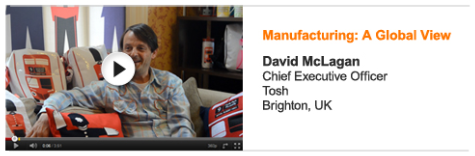 Manufacturing: A Global View
David McLagan
Chief Executive Officer
Tosh
Brighton, UK